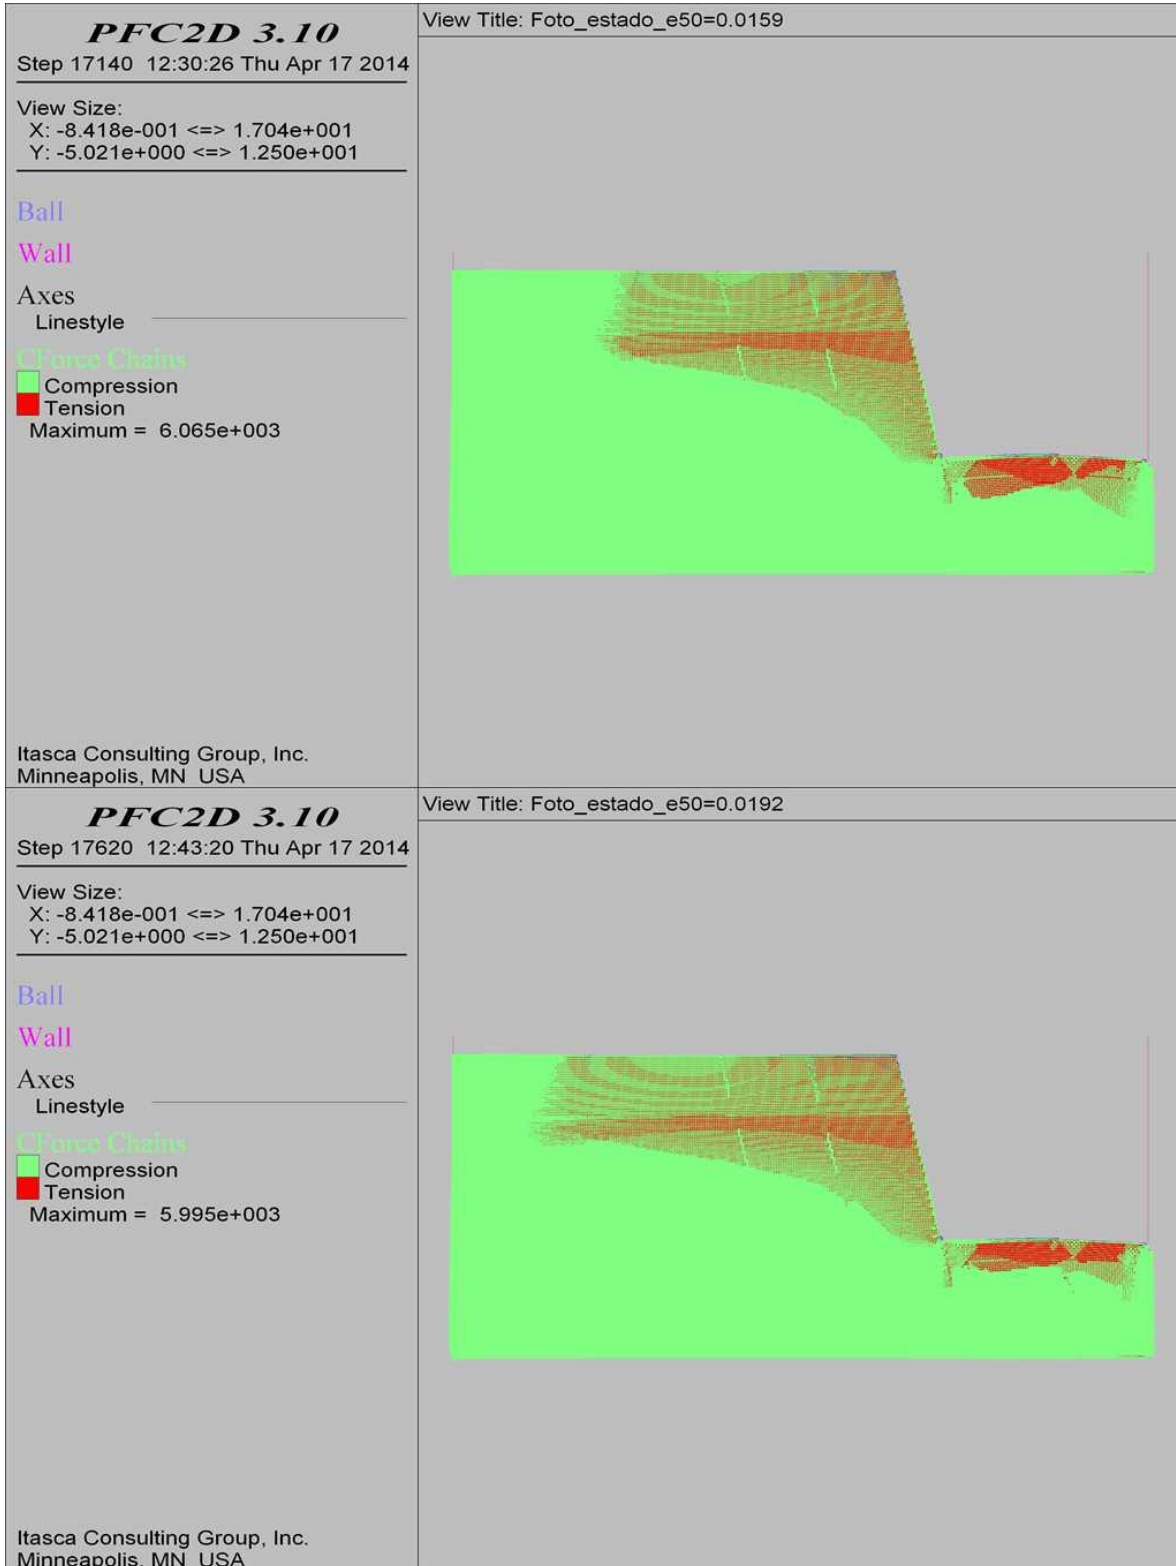 PFC2D 3.10
Step 17140 12:30:26 Thu Apr 17 2014
View Size:
X: -8.418e-001 <=> 1.704e+001
Y: -5.021e+000 <=> 1.250e+001
Ball
Wall
Axes
Linestyle
CForce Chains
Compression
Tension
Maximum = 6.065e+003
Itasca Consulting Group, Inc.
Minneapolis, MN USA
View Title: Foto_estado_e50=0.0159
PFC2D 3.10
Step 17620 12:43:20 Thu Apr 17 2014
View Size:
X: -8.418e-001 <=> 1.704e+001
Y: -5.021e+000 <=> 1.250e+001
Ball
Wall
Axes
Linestyle
CForce Chains
Compression
Tension
Maximum = 5.995e+003
Itasca Consulting Group, Inc.
Minneapolis, MN USA
View Title: Foto_estado_e50=0.0192